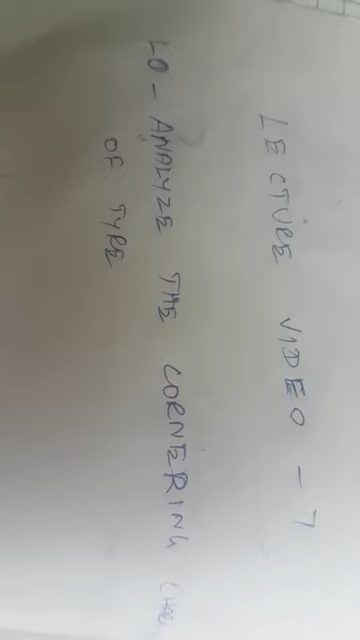 LECTURE VIDEO - 7
LO - ANALYZE THE CORNERING
OF TYRE